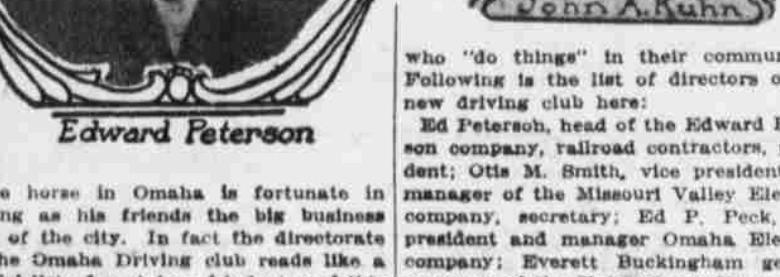 Edward Peterson
e horse in Omaha is fortunate in
ng as his friends the big business
of the city. In fact the directorate
he Omaha Driving club reads like a
John A. Kuhn
who "do things" in their commun
Following is the list of directors o
new driving club here:
Ed Peterson, head of the Edward P
son company, railroad contractors,
dent; Otis M. Smith, vice president
manager of the Missouri Valley Ele
company, secretary; Ed P. Peck,
president and manager Omaha Ele
company; Everett Buckingham ge